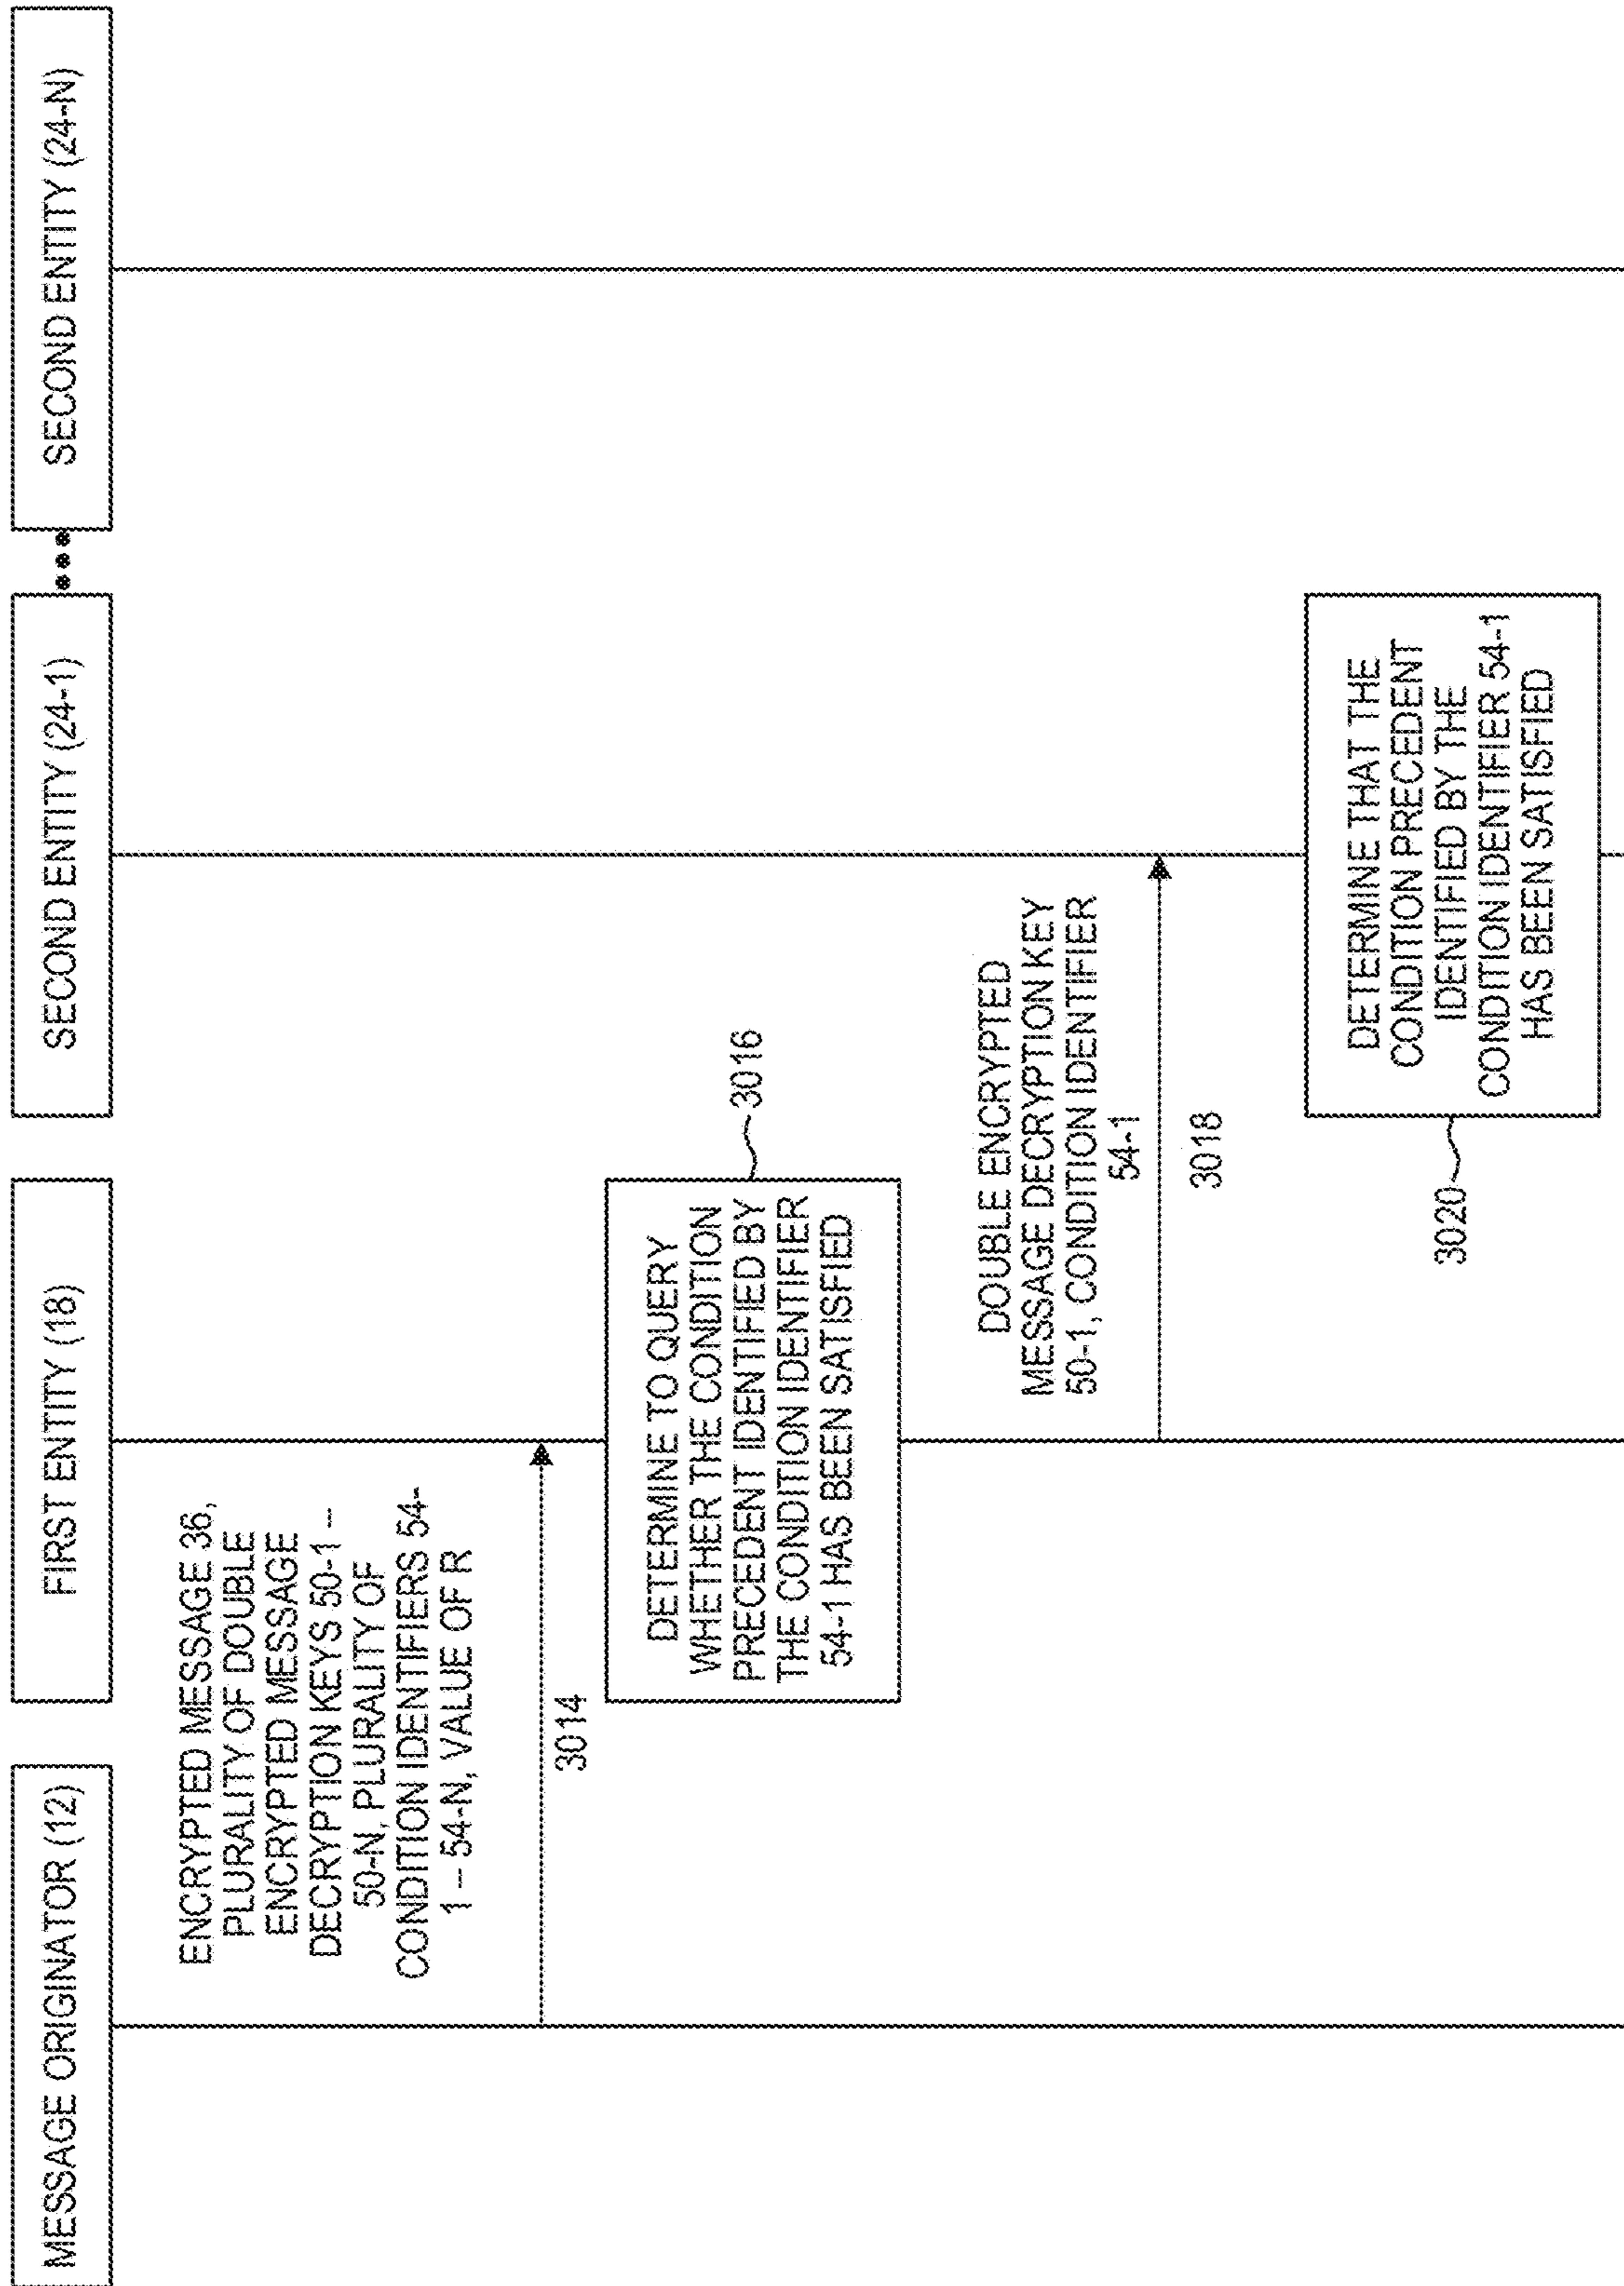 MESSAGE ORIGINATOR (12)
FIRST ENTITY (18)
SECOND ENTITY (24-1)
SECOND ENTITY (24-N)
ENCRYPTED MESSAGE 36,
PLURALITY OF DOUBLE
ENCRYPTED MESSAGE
DECRYPTION KEYS 50-1 –
50-N, PLURALITY OF
CONDITION IDENTIFIERS 54-
1 – 54-N, VALUE OF R
3014
DETERMINE TO QUERY
WHETHER THE CONDITION
PRECEDENT IDENTIFIED BY
THE CONDITION IDENTIFIER
54-1 HAS BEEN SATISFIED
3016
DOUBLE ENCRYPTED
MESSAGE DECRYPTION KEY
50-1, CONDITION IDENTIFIER
54-1
3018
DETERMINE THAT THE
CONDITION PRECEDENT
IDENTIFIED BY THE
CONDITION IDENTIFIER 54-1
HAS BEEN SATISFIED
3020